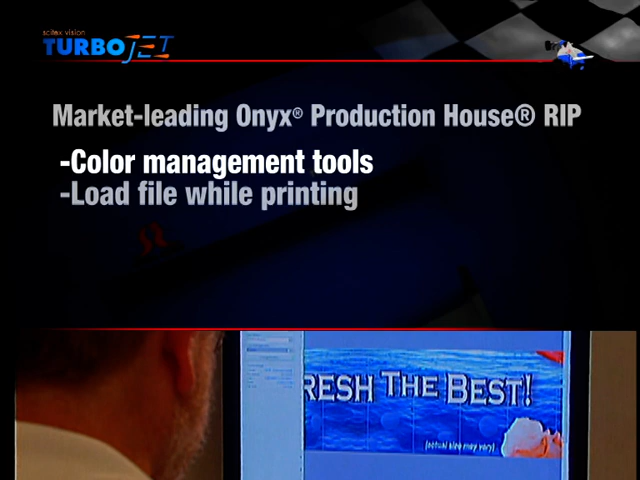 scitex vision
TURBOJET
Market-leading Onyx® Production House® RIP
-Color management tools
-Load file while printing
RESH THE BEST!
(actual size may vary)